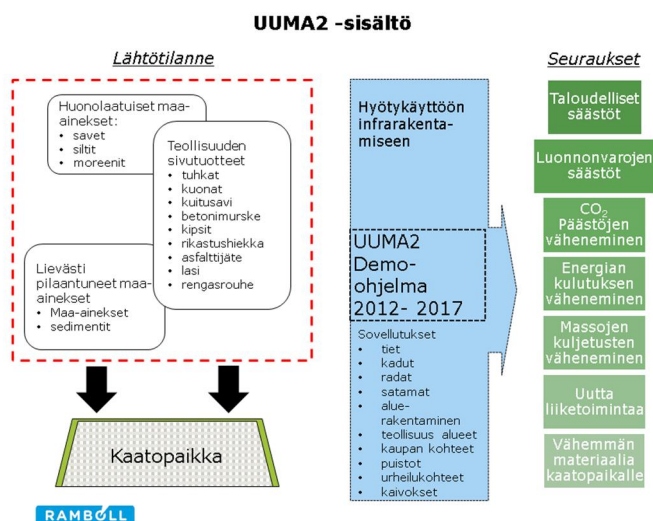 UUMA2 -sisältö
Lähtötilanne
Huonolaatuiset maa-
ainekset:
• savet
• siltit
• moreenit
Teollisuuden
sivutuotteet
• tuhkat
• kuonat
• kuitusavi
• betonimurske
• kipsit
• rikastushiekka
• asfalttijäte
• lasi
• rengasrouhe
Lievästi
pilaantuneet maa-
ainekset
• Maa-ainekset
• sedimentit
Kaatopaikka
RAMBOLL
Hyötykäyttöön
infrarakenta-
miseen
UUMA2
Demo-
ohjelma
2012- 2017
Sovellutukset
• tiet
• kadut
• radat
• satamat
• alue-
rakentaminen
• teollisuus alueet
• kaupan kohteet
• puistot
• urheilukohteet
• kaivokset
Seuraukset
Taloudelliset
säästöt
Luonnonvarojen
säästöt
CO2
Päästöjen
väheneminen
Energian
kulutuksen
väheneminen
Massojen
kuljetusten
väheneminen
Uutta
liiketoimintaa
Vähemmän
materiaalia
kaatopaikalle